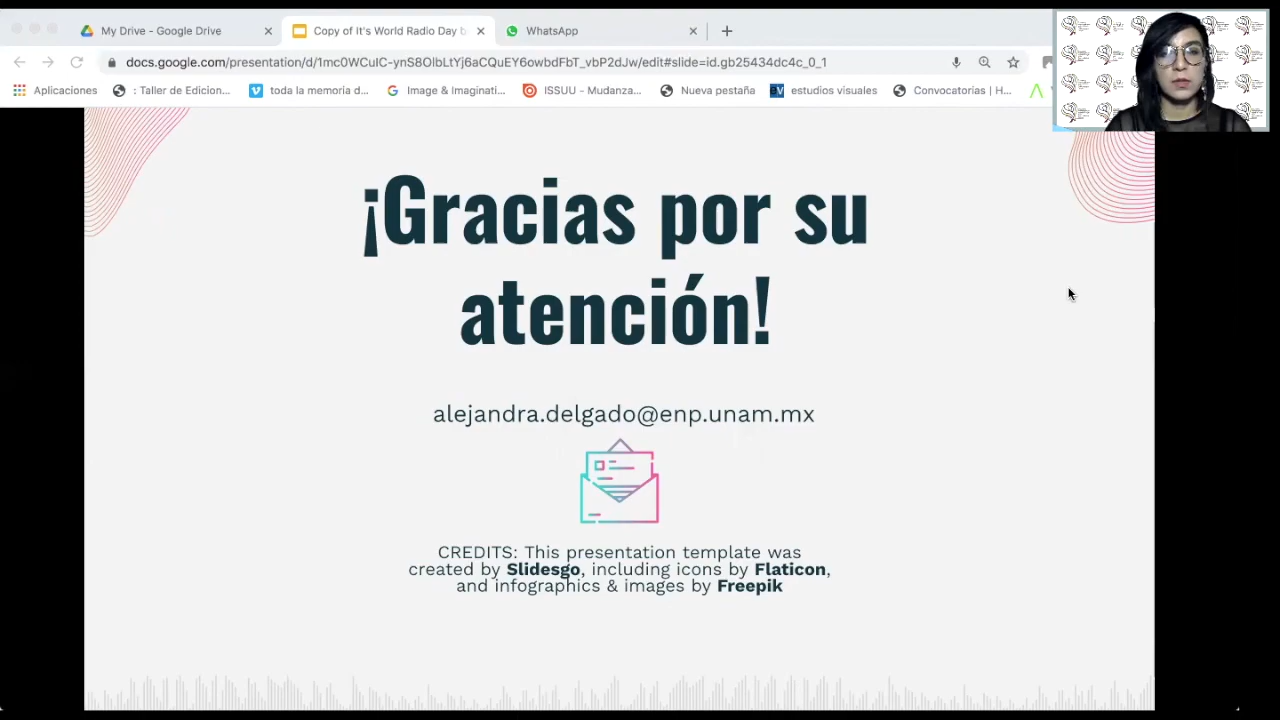 My Drive - Google Drive
Copy of It's World Radio Day b
WhatsApp
docs.google.com/presentation/d/1mc0WCuIC-ynS8OlbLtYj6aCQuEY6owbdFbT_vbP2dJw/edit#slide=id.gb25434dc4c_0_1
Aplicaciones
: Taller de Edicion...
toda la memoria d...
Image & Imaginati...
ISSUU - Mudanza...
Nueva pestaña
estudios visuales
Convocatorias | H...
¡Gracias por su
atención!
alejandra.delgado@enp.unam.mx
CREDITS: This presentation template was
created by Slidesgo, including icons by Flaticon,
and infographics & images by Freepik